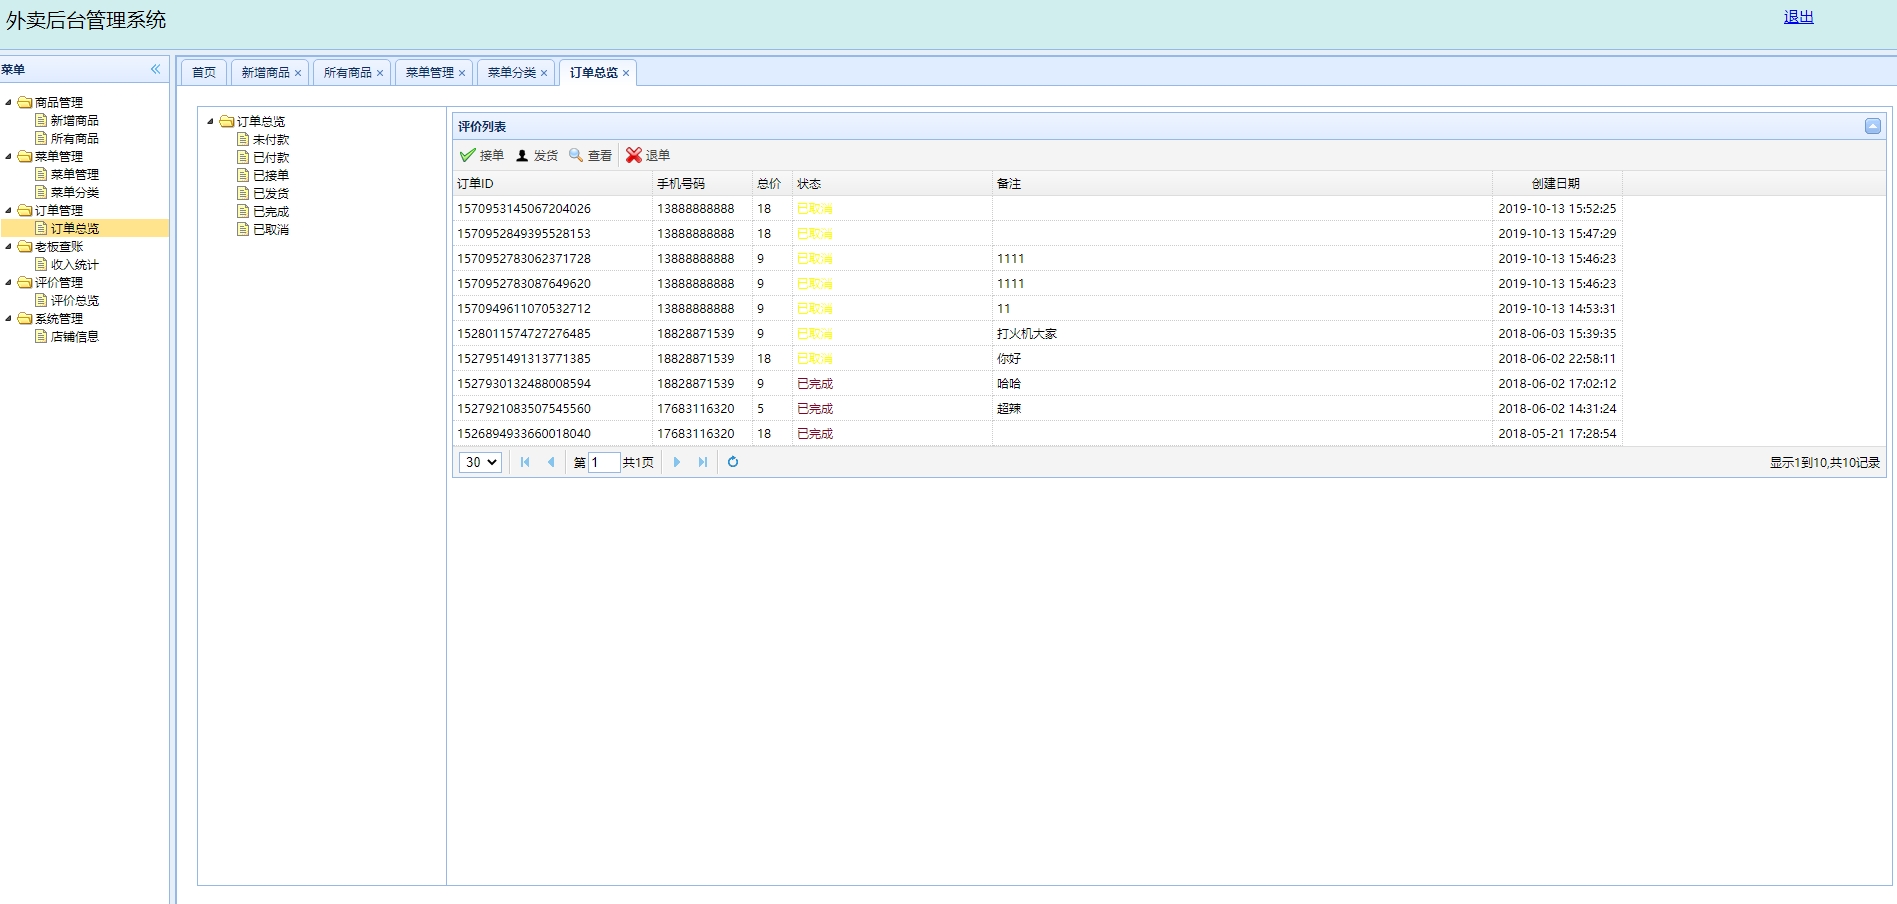 外卖后台管理系统
退出
菜单
商品管理
新增商品
所有商品
菜单管理
菜单管理
菜单分类
订单管理
订单总览
老板查账
收入统计
评价管理
评价总览
系统管理
店铺信息
首页 新增商品 所有商品 菜单管理 菜单分类 订单总览
订单总览
未付款
已付款
已接单
已发货
已完成
已取消
评价列表
接单 发货 查看 退单
订单ID 手机号码 总价 状态 备注 创建日期
1570953145067204026 13888888888 18 已取消 2019-10-13 15:52:25
1570952849395528153 13888888888 18 已取消 2019-10-13 15:47:29
1570952783062371728 13888888888 9 已取消 1111 2019-10-13 15:46:23
1570952783087649620 13888888888 9 已取消 1111 2019-10-13 15:46:23
1570949611070532712 13888888888 9 已取消 11 2019-10-13 14:53:31
1528011574727276485 18828871539 9 已取消 打火机大家 2018-06-03 15:39:35
1527951491313771385 18828871539 18 已取消 你好 2018-06-02 22:58:11
1527930132488008594 18828871539 9 已完成 哈哈 2018-06-02 17:02:12
1527921083507545560 17683116320 5 已完成 超辣 2018-06-02 14:31:24
1526894933660018040 17683116320 18 已完成 2018-05-21 17:28:54
30 第 1 共1页 显示1到10,共10记录